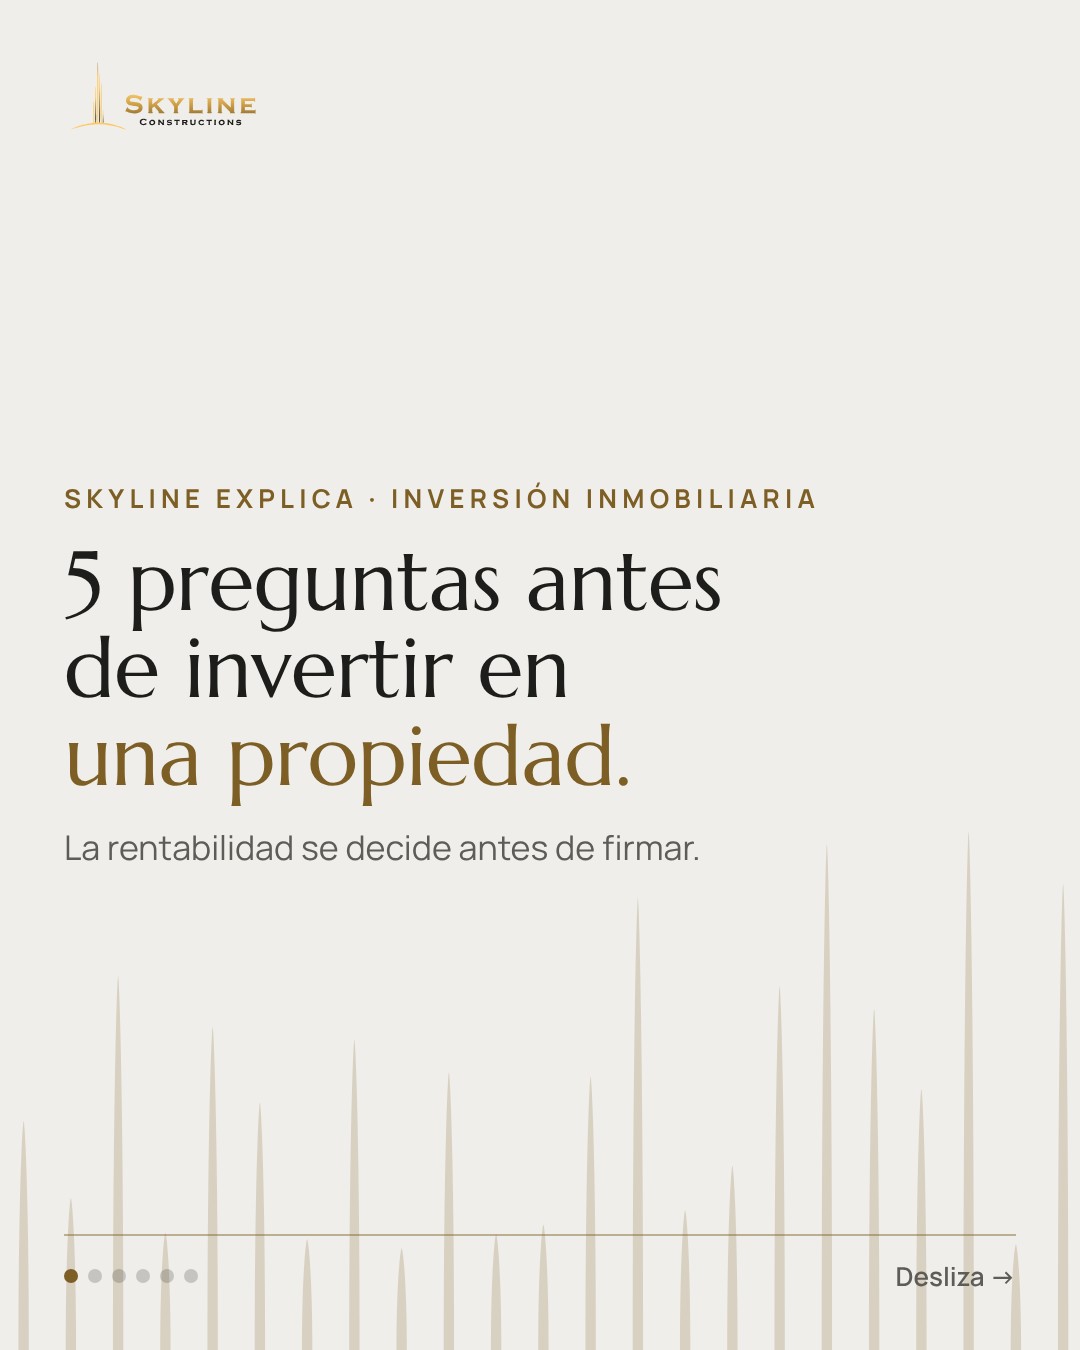 SKYLINE
CONSTRUCTIONS
SKYLINE EXPLICA · INVERSIÓN INMOBILIARIA
5 preguntas antes
de invertir en
una propiedad.
La rentabilidad se decide antes de firmar.
Desliza →